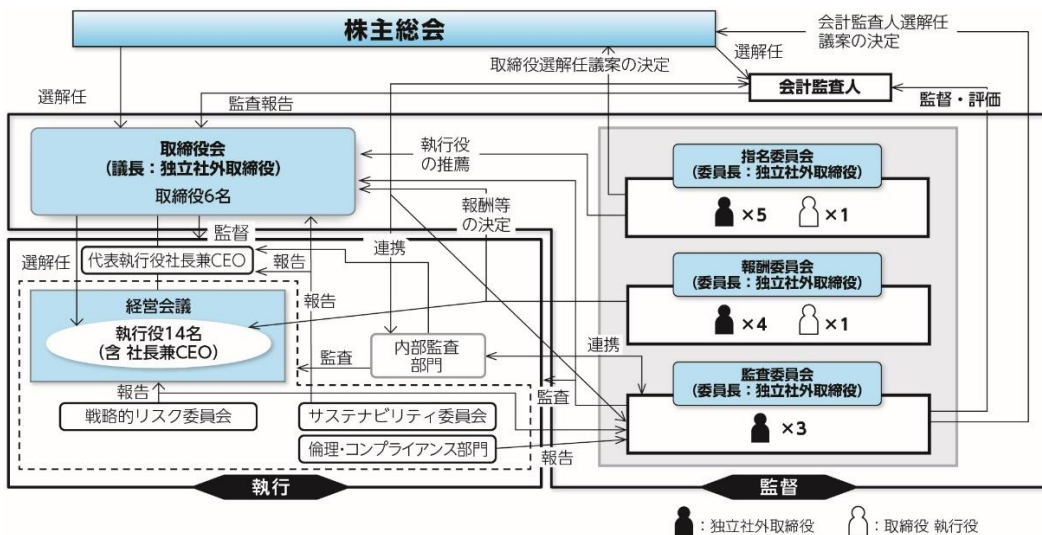 株主総会
会計監査人選解任
議案の決定
選解任
取締役選解任議案の決定
会計監査人
選解任
監査報告
監督・評価
取締役会
(議長:独立社外取締役)
取締役6名
執行役
の推薦
指名委員会
(委員長:独立社外取締役)
×5
×1
報酬等
の決定
監督
連携
選解任
代表執行役社長兼CEO
報告
報告
報酬委員会
(委員長:独立社外取締役)
×4
×1
経営会議
執行役14名
(含 社長兼CEO)
監査
内部監査
部門
連携
監査委員会
(委員長:独立社外取締役)
×3
報告
監査
戦略的リスク委員会
サステナビリティ委員会
倫理・コンプライアンス部門
報告
執行
監督
:独立社外取締役
:取締役 執行役